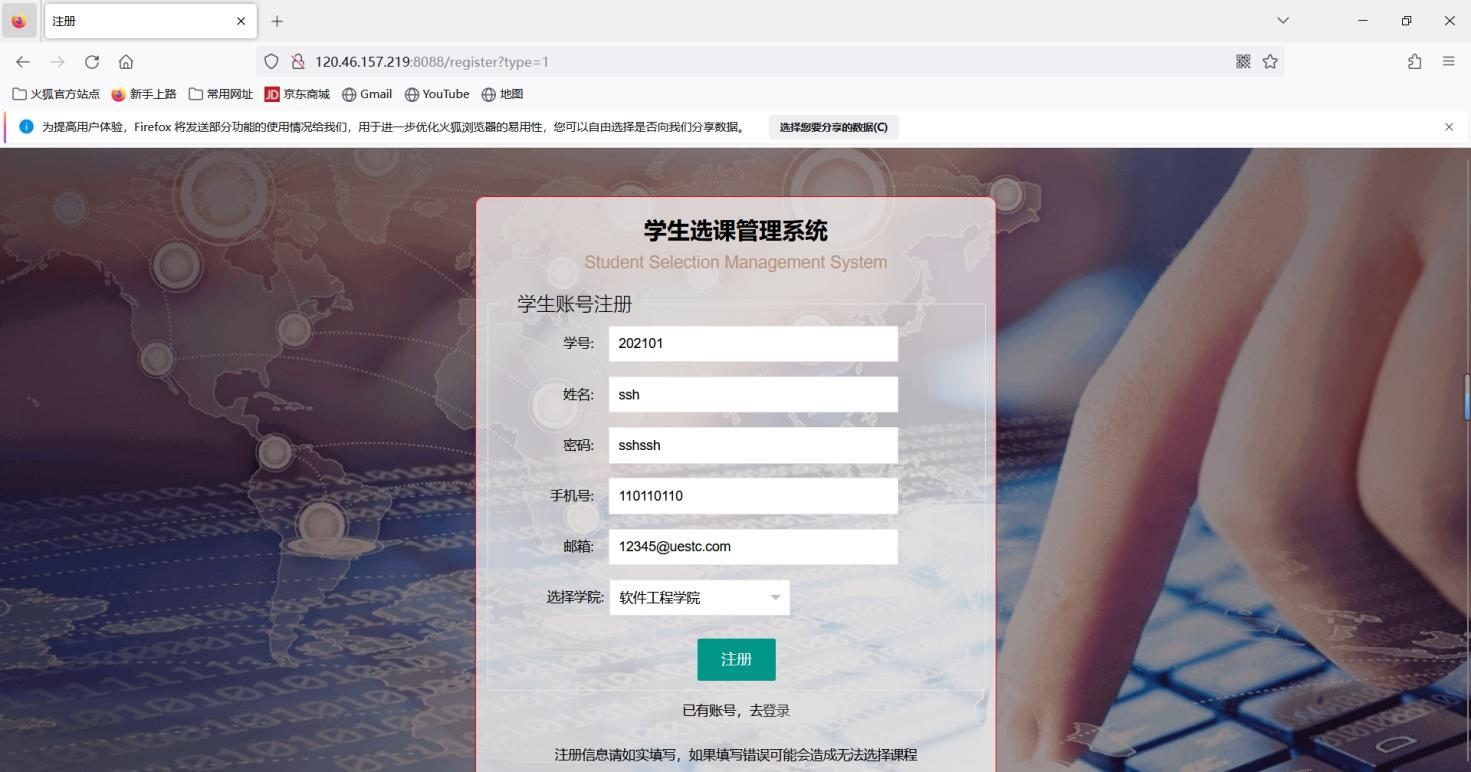 注册
120.46.157.219:8088/register?type=1
火狐官方站点 新手上路 常用网址 JD 京东商城 Gmail YouTube 地图
为提高用户体验，Firefox 将发送部分功能的使用情况给我们，用于进一步优化火狐浏览器的易用性，您可以自由选择是否向我们分享数据。 选择您要分享的数据(C)
学生选课管理系统
Student Selection Management System
学生账号注册
学号: 202101
姓名: ssh
密码: sshssh
手机号: 110110110
邮箱: 12345@uestc.com
选择学院: 软件工程学院
注册
已有账号，去登录
注册信息请如实填写，如果填写错误可能会造成无法选择课程